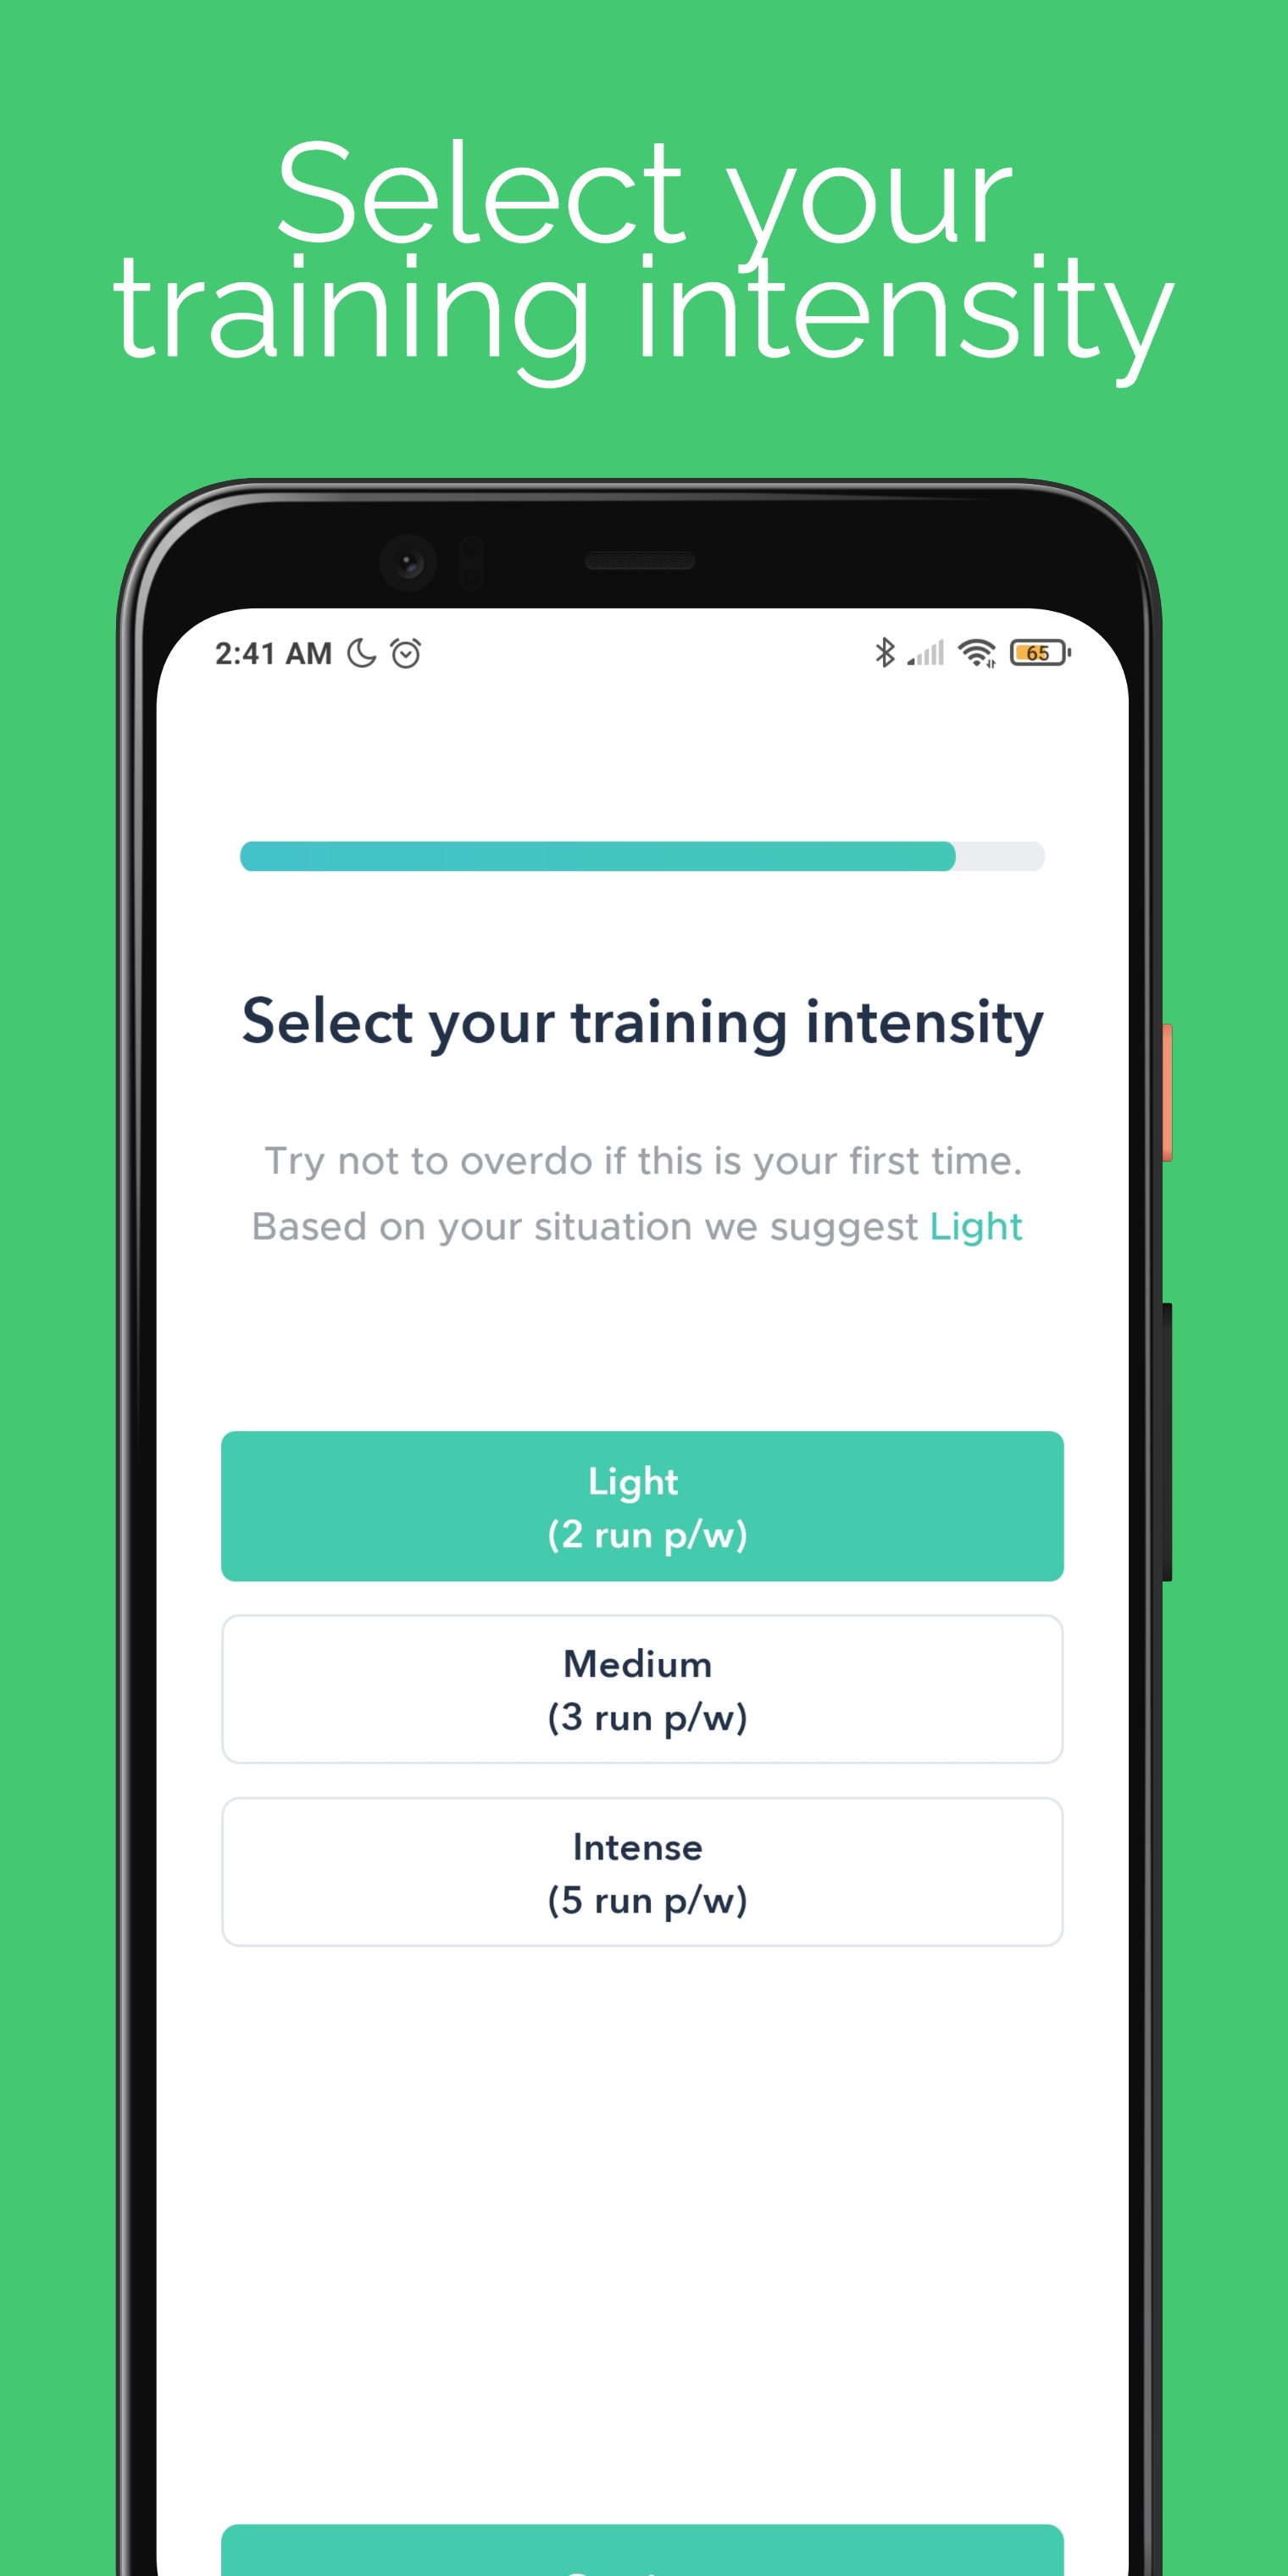 Select your
training intensity
2:41 AM
65
Select your training intensity
Try not to overdo if this is your first time.
Based on your situation we suggest Light
Light
(2 run p/w)
Medium
(3 run p/w)
Intense
(5 run p/w)